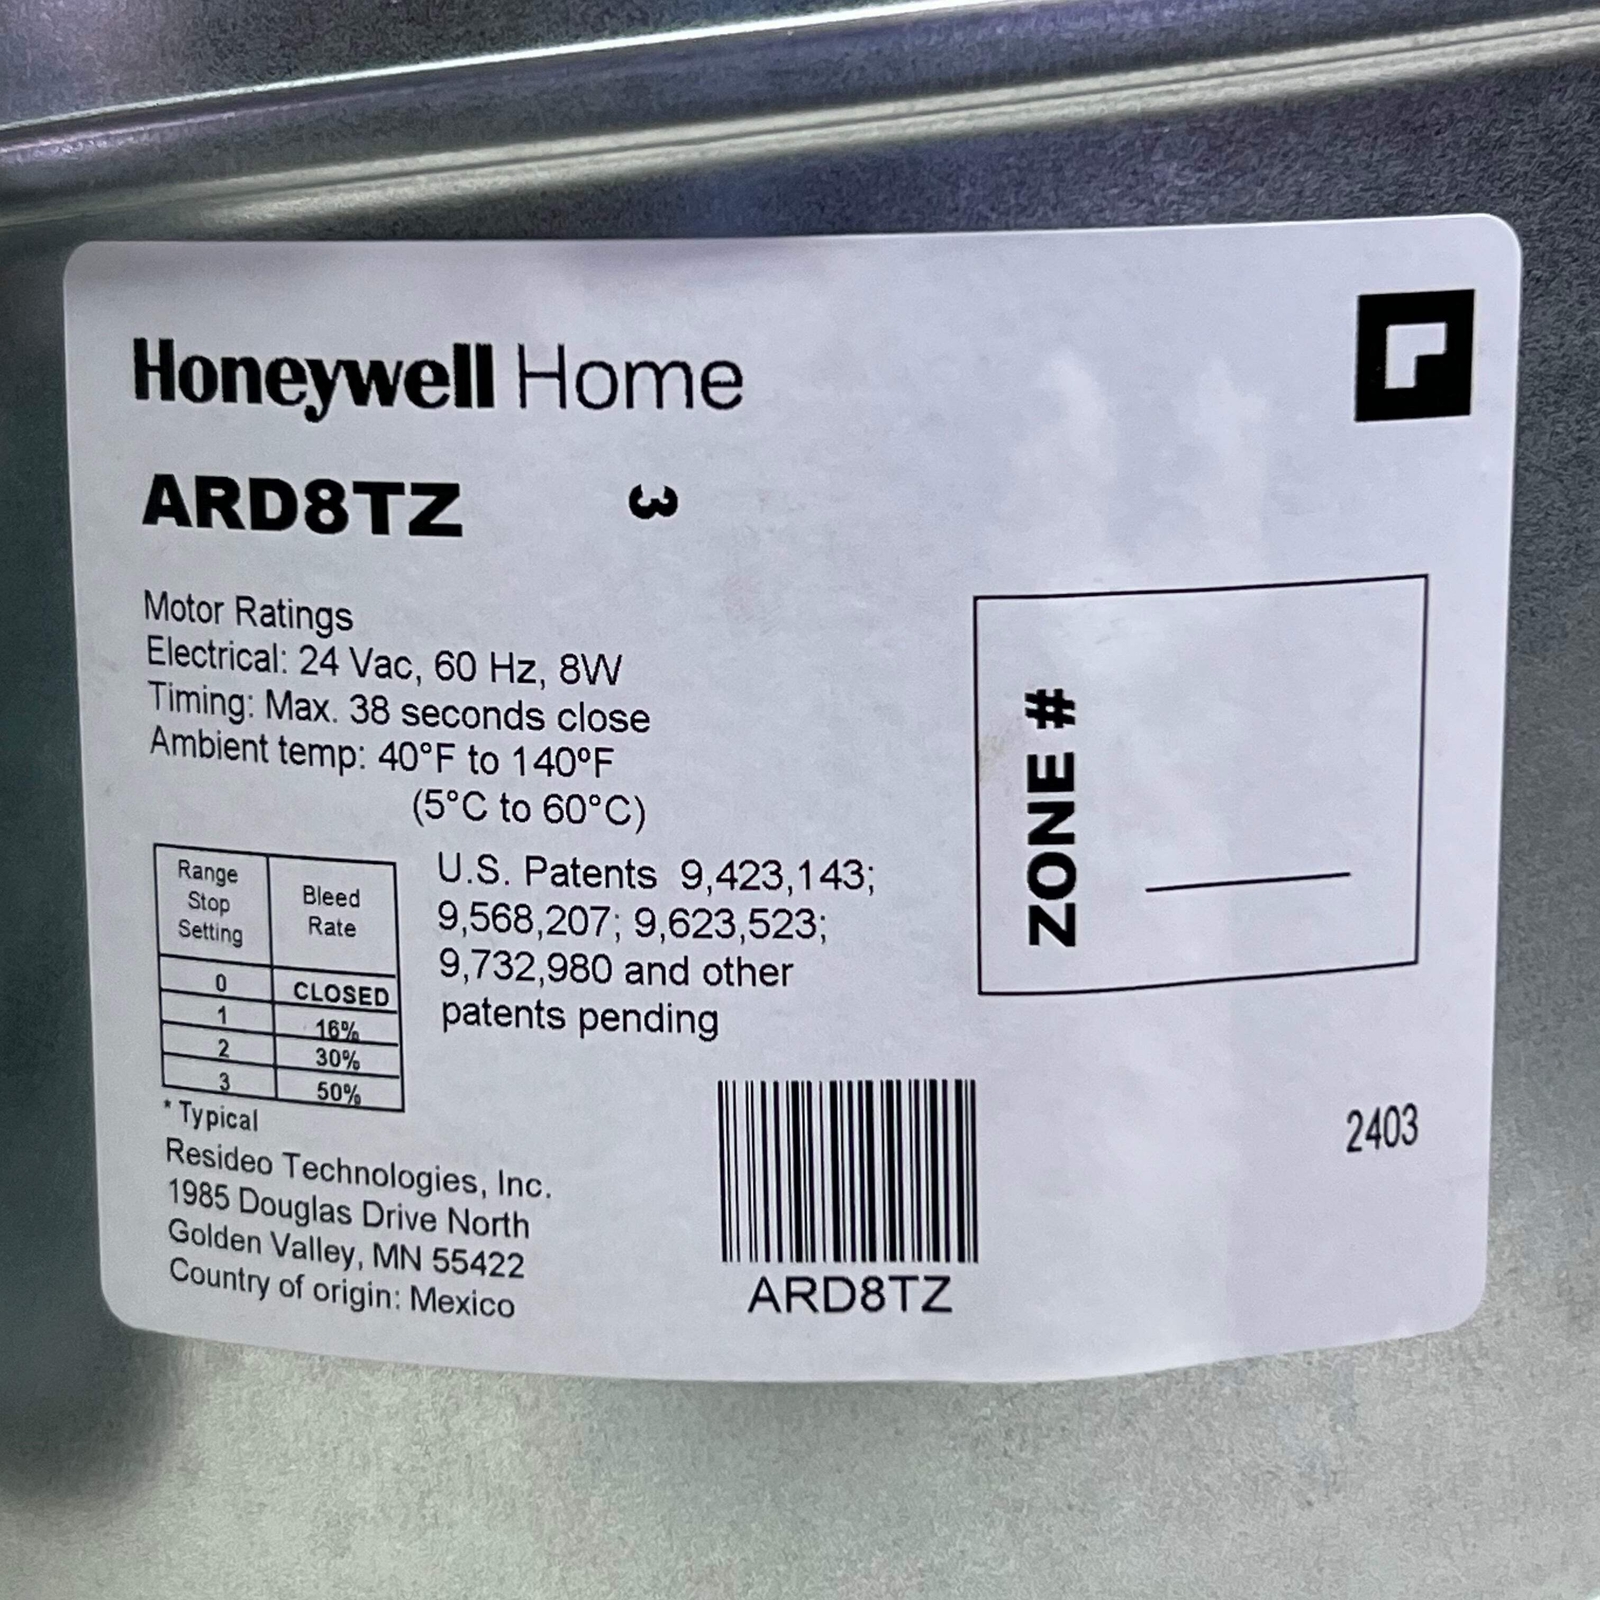 Honeywell Home
ARD8TZ
3
Motor Ratings
Electrical: 24 Vac, 60 Hz, 8W
Timing: Max. 38 seconds close
Ambient temp: 40°F to 140ºF
(5°C to 60°C)
Range Stop Setting Bleed Rate
0 CLOSED
1 16%
2 30%
3 50%
* Typical
U.S. Patents 9,423,143;
9,568,207; 9,623,523;
9,732,980 and other
patents pending
ZONE # ____
Resideo Technologies, Inc.
1985 Douglas Drive North
Golden Valley, MN 55422
Country of origin: Mexico
ARD8TZ
2403